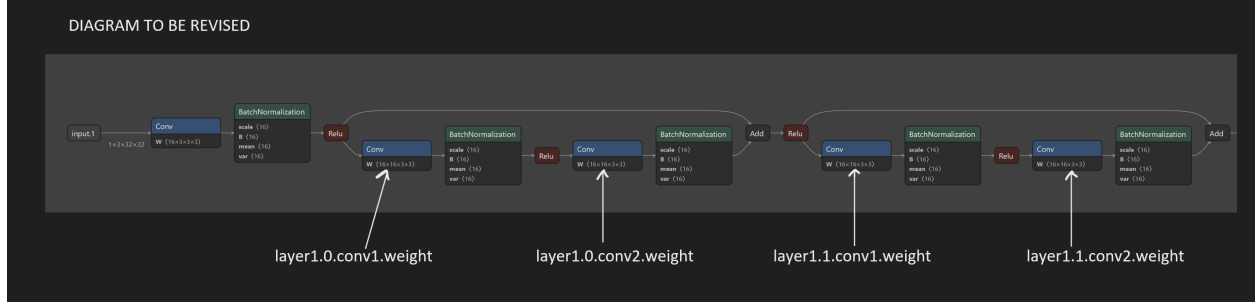 DIAGRAM TO BE REVISED
input.1
1×3×32×32
Conv
W (16×3×3×3)
BatchNormalization
scale (16)
B (16)
mean (16)
var (16)
Relu
Conv
W (16×16×3×3)
BatchNormalization
scale (16)
B (16)
mean (16)
var (16)
Relu
Conv
W (16×16×3×3)
BatchNormalization
scale (16)
B (16)
mean (16)
var (16)
Add
Relu
Conv
W (16×16×3×3)
BatchNormalization
scale (16)
B (16)
mean (16)
var (16)
Relu
Conv
W (16×16×3×3)
BatchNormalization
scale (16)
B (16)
mean (16)
var (16)
Add
layer1.0.conv1.weight
layer1.0.conv2.weight
layer1.1.conv1.weight
layer1.1.conv2.weight